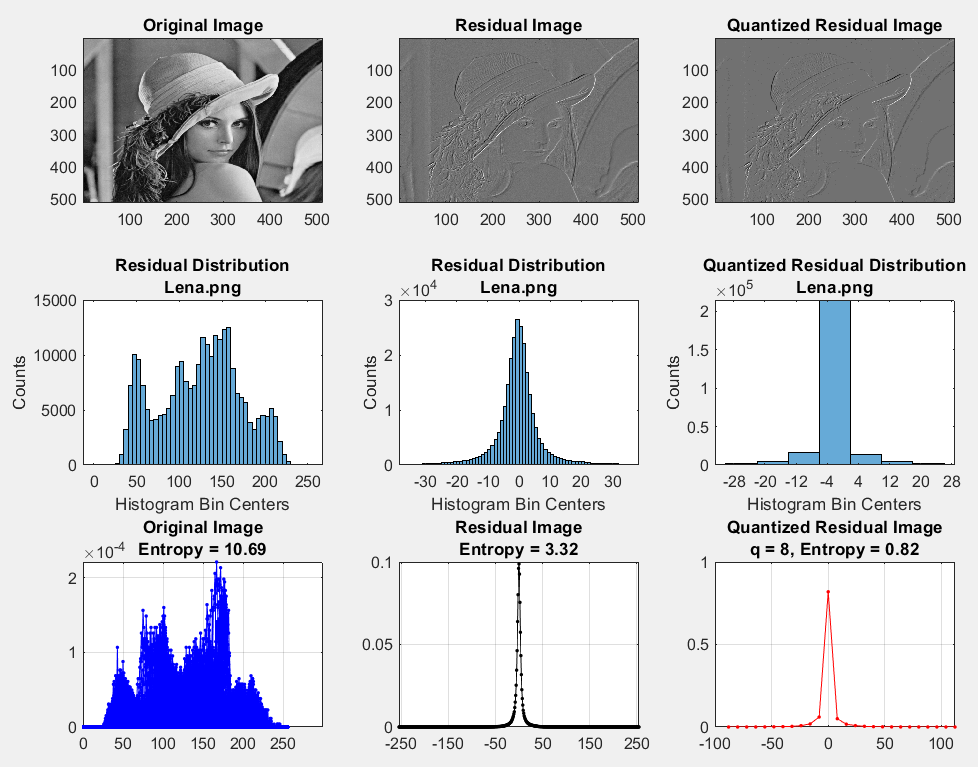 Original Image
100
200
300
400
500
100 200 300 400 500
Residual Image
100
200
300
400
500
100 200 300 400 500
Quantized Residual Image
100
200
300
400
500
100 200 300 400 500
Residual Distribution
Lena.png
15000
10000
5000
0
Counts
0 50 100 150 200 250
Histogram Bin Centers
Residual Distribution
Lena.png
×10^4
3
2
1
0
Counts
-30 -20 -10 0 10 20 30
Histogram Bin Centers
Quantized Residual Distribution
Lena.png
×10^5
2
1.5
1
0.5
0
Counts
-28 -20 -12 -4 4 12 20 28
Histogram Bin Centers
Original Image
Entropy = 10.69
×10^-4
2
1
0
0 50 100 150 200 250
Residual Image
Entropy = 3.32
0.1
0.05
0
-250 -150 -50 50 150 250
Quantized Residual Image
q = 8, Entropy = 0.82
1
0.5
0
-100 -50 0 50 100